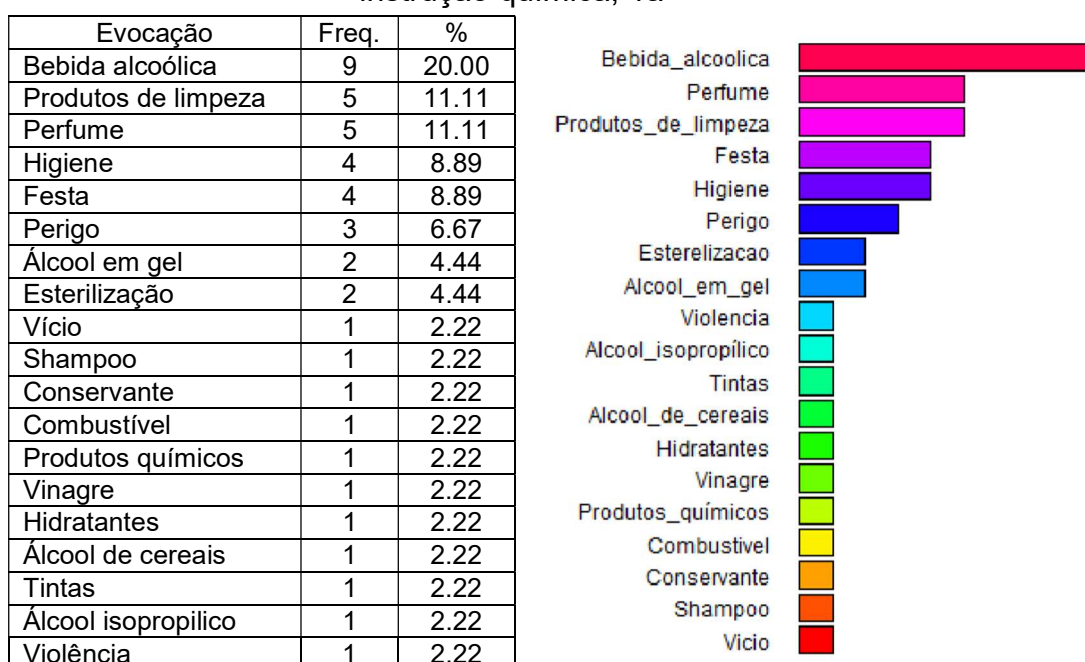 Evocação Freq. %
Bebida alcoólica 9 20.00
Produtos de limpeza 5 11.11
Perfume 5 11.11
Higiene 4 8.89
Festa 4 8.89
Perigo 3 6.67
Álcool em gel 2 4.44
Esterilização 2 4.44
Vício 1 2.22
Shampoo 1 2.22
Conservante 1 2.22
Combustível 1 2.22
Produtos químicos 1 2.22
Vinagre 1 2.22
Hidratantes 1 2.22
Álcool de cereais 1 2.22
Tintas 1 2.22
Álcool isopropilico 1 2.22
Violência 1 2.22
Bebida_alcoolica
Perfume
Produtos_de_limpeza
Festa
Higiene
Perigo
Esterelizacao
Alcool_em_gel
Violencia
Alcool_isopropílico
Tintas
Alcool_de_cereais
Hidratantes
Vinagre
Produtos_químicos
Combustivel
Conservante
Shampoo
Vicio